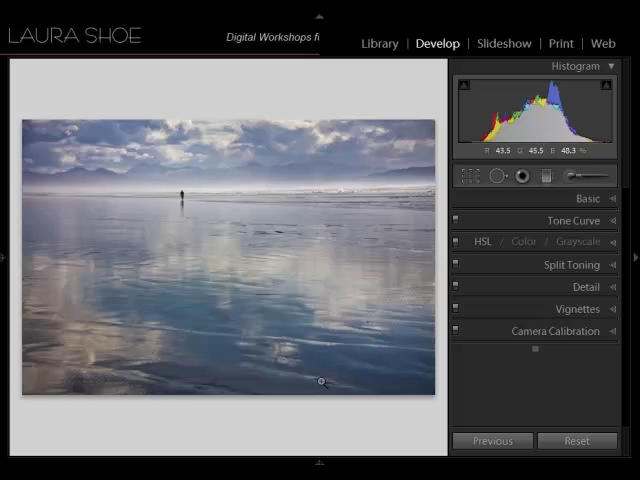 LAURA SHOE
Digital Workshops f
Library | Develop | Slideshow | Print | Web
Histogram
R 43.5 G 45.5 B 48.3 %
Basic
Tone Curve
HSL / Color / Grayscale
Split Toning
Detail
Vignettes
Camera Calibration
Previous
Reset